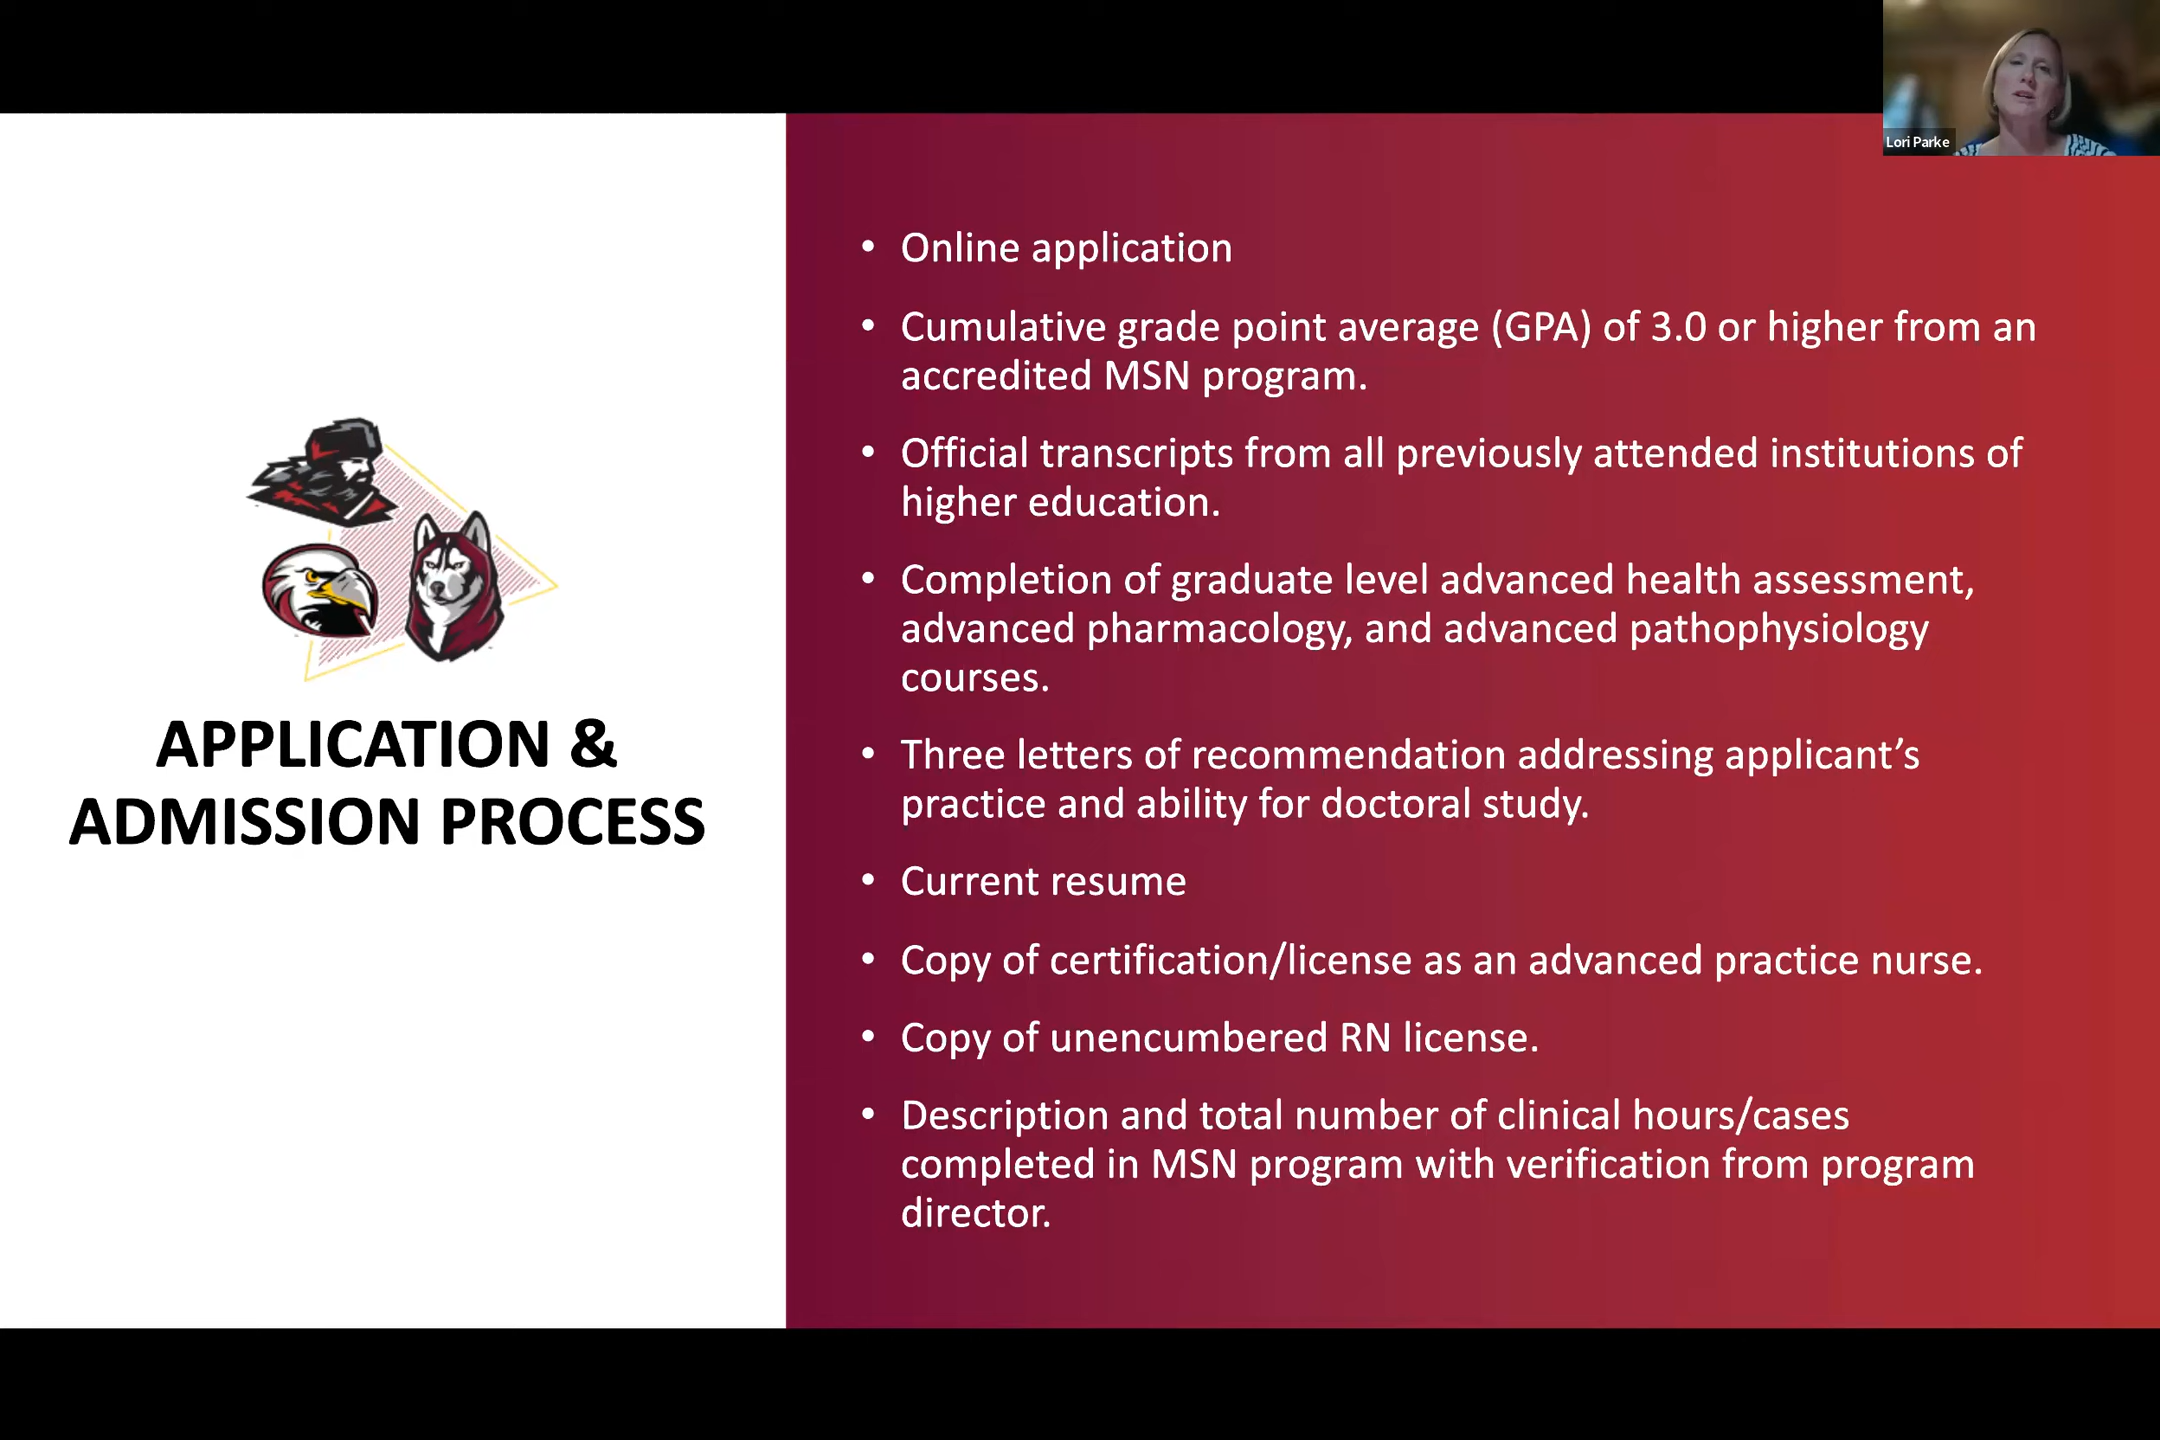 Lori Parke
APPLICATION &
ADMISSION PROCESS
• Online application
• Cumulative grade point average (GPA) of 3.0 or higher from an
accredited MSN program.
• Official transcripts from all previously attended institutions of
higher education.
• Completion of graduate level advanced health assessment,
advanced pharmacology, and advanced pathophysiology
courses.
• Three letters of recommendation addressing applicant’s
practice and ability for doctoral study.
• Current resume
• Copy of certification/license as an advanced practice nurse.
• Copy of unencumbered RN license.
• Description and total number of clinical hours/cases
completed in MSN program with verification from program
director.